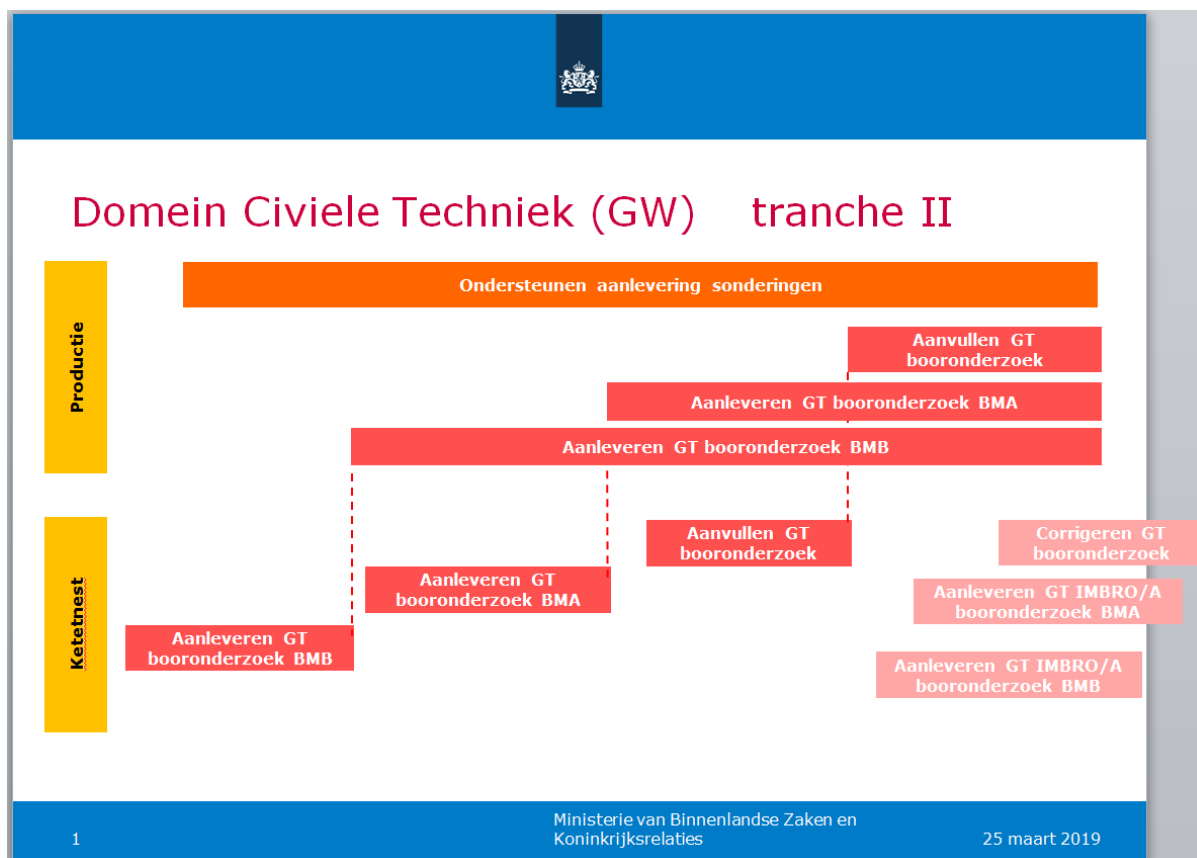 Domein Civiele Techniek (GW) tranche II
Productie
Ondersteunen aanlevering sonderingen
Aanvullen GT
booronderzoek
Aanleveren GT booronderzoek BMA
Aanleveren GT booronderzoek BMB
Ketetnest
Aanvullen GT
booronderzoek
Corrigeren GT
booronderzoek
Aanleveren GT
booronderzoek BMA
Aanleveren GT IMBRO/A
booronderzoek BMA
Aanleveren GT
booronderzoek BMB
Aanleveren GT IMBRO/A
booronderzoek BMB
1
Ministerie van Binnenlandse Zaken en
Koninkrijksrelaties
25 maart 2019